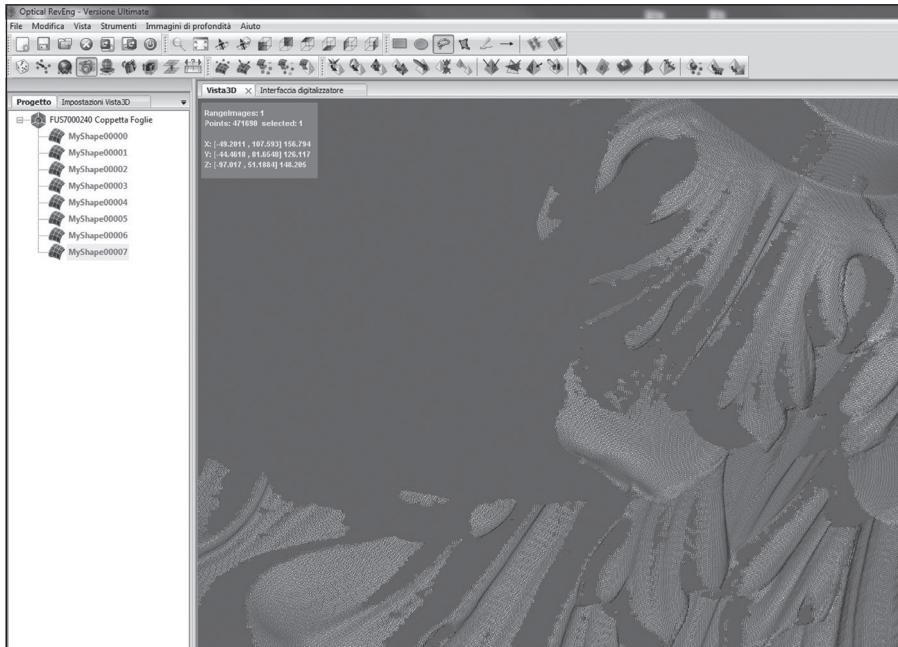 Optical RevEng - Versione Ultimate
File Modifica Vista Strumenti Immagini di profondità Aiuto
Progetto Impostazioni Vista3D
Vista3D Interfaccia digitalizzatore
FUS7000240 Coppetta Foglie
MyShape00000
MyShape00001
MyShape00002
MyShape00003
MyShape00004
MyShape00005
MyShape00006
MyShape00007
RangeImages: 1
Points: 471698 selected: 1
X: [-49.2011 , 107.593] 156.794
Y: [-44.4618 , 81.6548] 126.117
Z: [-97.017 , 51.1884] 148.205